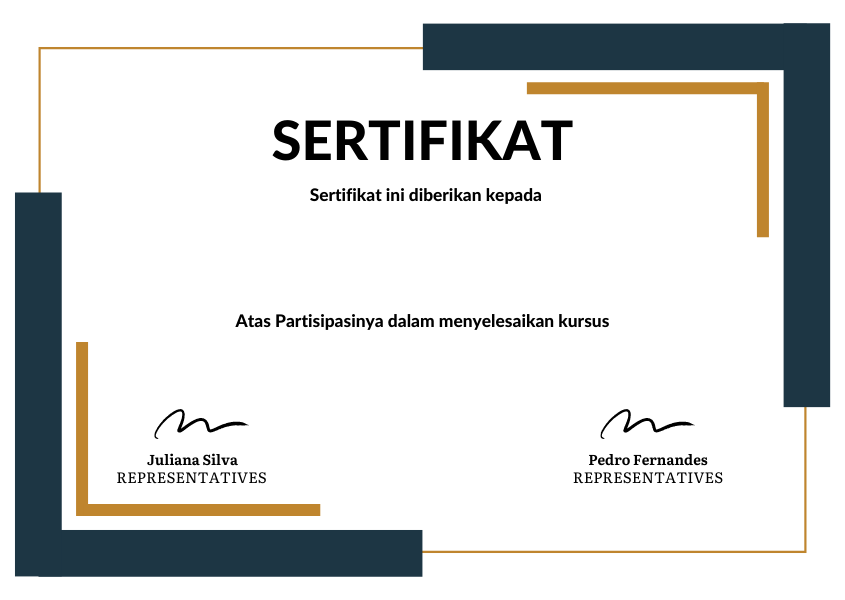 SERTIFIKAT
Sertifikat ini diberikan kepada
Atas Partisipasinya dalam menyelesaikan kursus
Juliana Silva
REPRESENTATIVES
Pedro Fernandes
REPRESENTATIVES